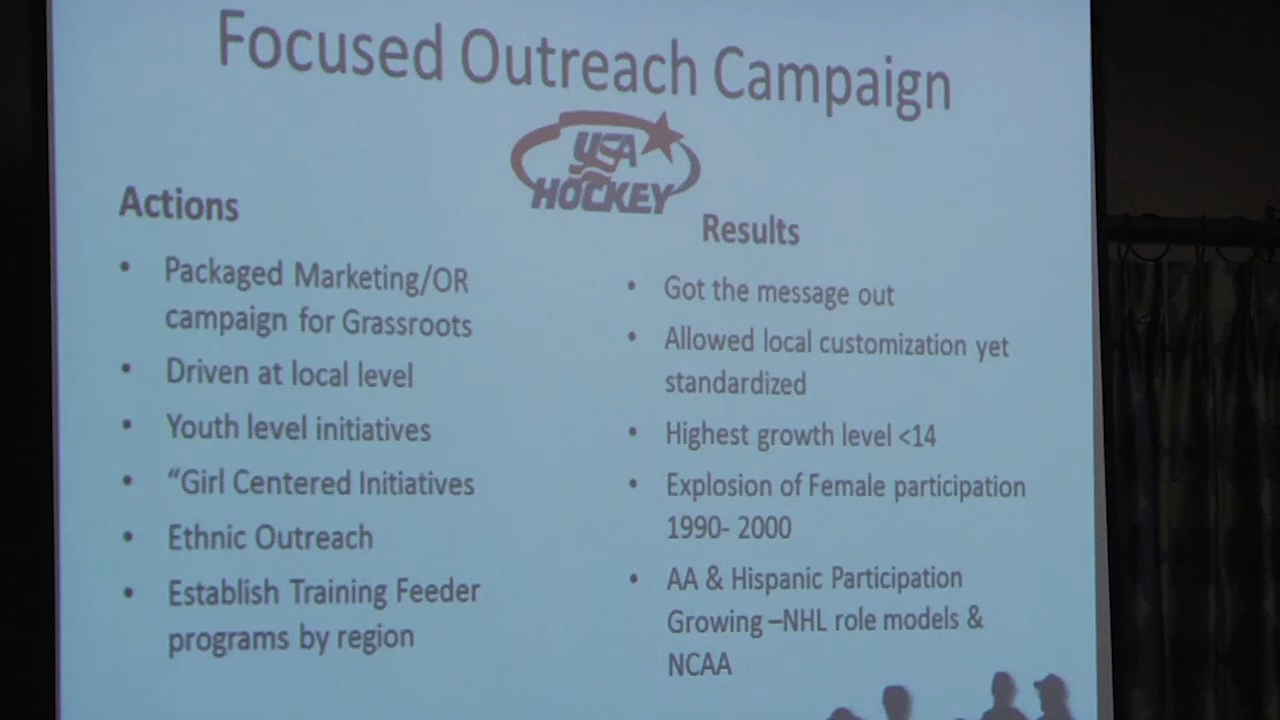 Focused Outreach Campaign
USA
HOCKEY
Actions
• Packaged Marketing/OR
campaign for Grassroots
• Driven at local level
• Youth level initiatives
• “Girl Centered Initiatives
• Ethnic Outreach
• Establish Training Feeder
programs by region
Results
• Got the message out
• Allowed local customization yet
standardized
• Highest growth level <14
• Explosion of Female participation
1990- 2000
• AA & Hispanic Participation
Growing –NHL role models &
NCAA